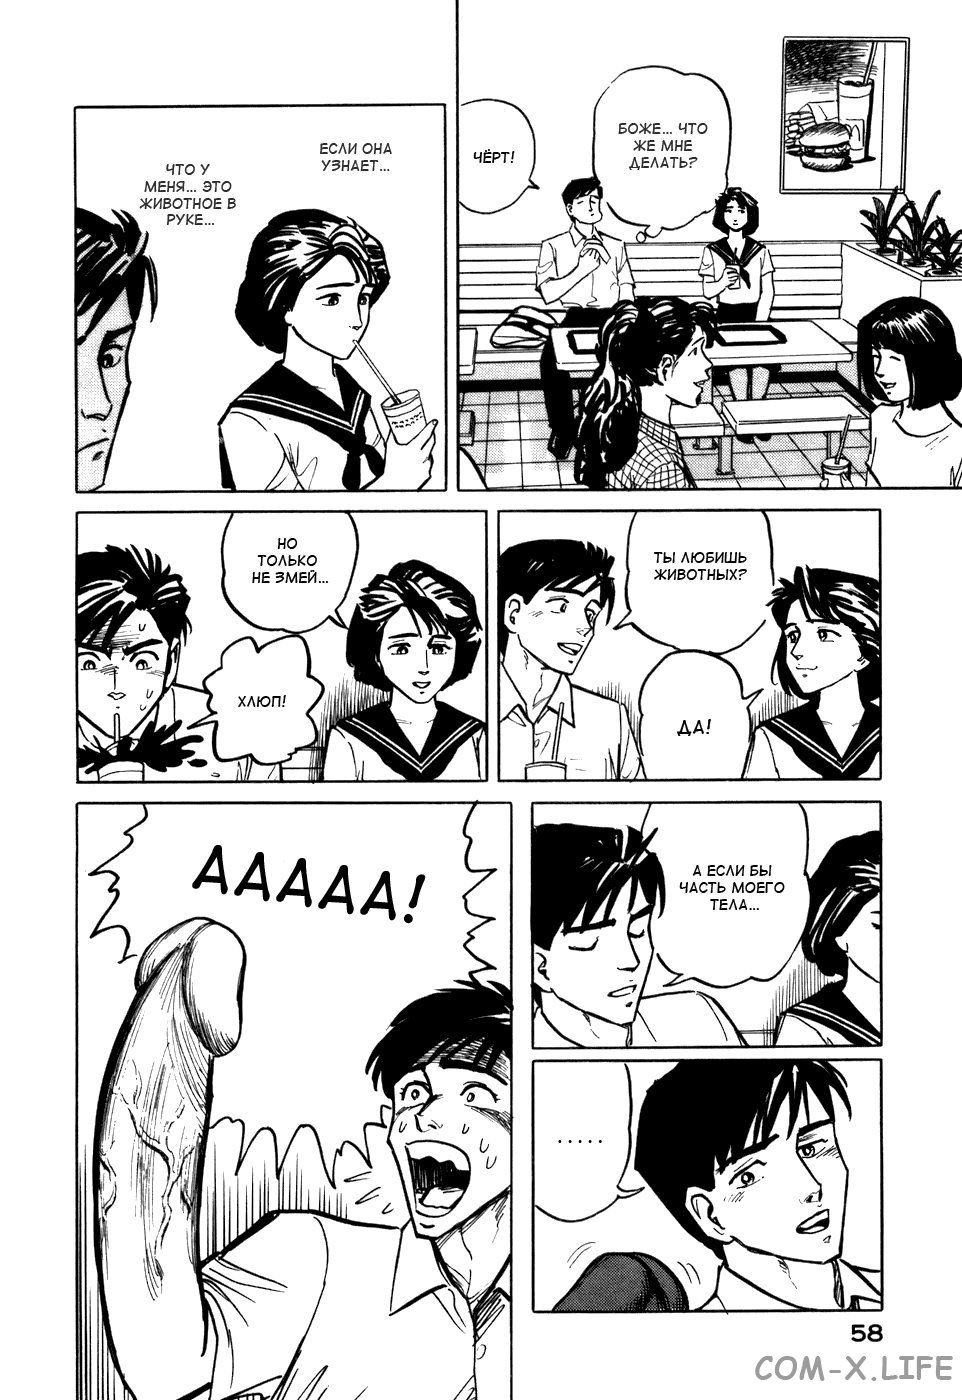 БОЖЕ... ЧТО
ЖЕ МНЕ
ДЕЛАТЬ?
ЧЁРТ!
ЕСЛИ ОНА
УЗНАЕТ...
ЧТО У
МЕНЯ... ЭТО
ЖИВОТНОЕ В
РУКЕ...
ТЫ ЛЮБИШЬ
ЖИВОТНЫХ?
ДА!
НО
ТОЛЬКО
НЕ ЗМЕЙ...
ХЛЮП!
А ЕСЛИ БЫ
ЧАСТЬ МОЕГО
ТЕЛА...
.....
ААААА!
58
COM-X.LIFE